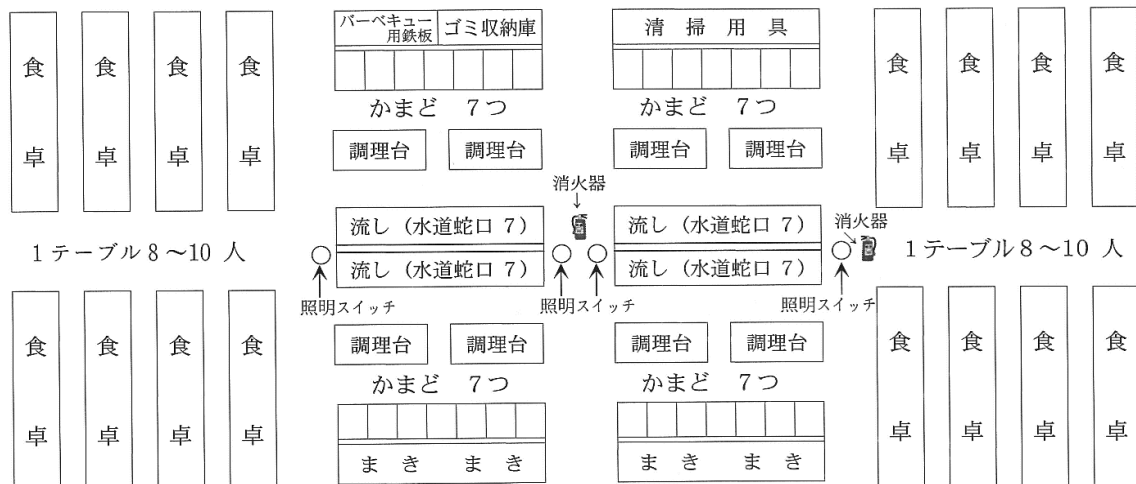 食卓 食卓 食卓 食卓
バーベキュー用鉄板 ゴミ収納庫
清掃用具
食卓 食卓 食卓 食卓
かまど 7つ
かまど 7つ
調理台 調理台
調理台 調理台
消火器
流し (水道蛇口 7)
流し (水道蛇口 7)
消火器
1テーブル8～10人
流し (水道蛇口 7)
流し (水道蛇口 7)
1テーブル8～10人
照明スイッチ
照明スイッチ
照明スイッチ
食卓 食卓 食卓 食卓
調理台 調理台
調理台 調理台
食卓 食卓 食卓 食卓
かまど 7つ
かまど 7つ
まき まき
まき まき